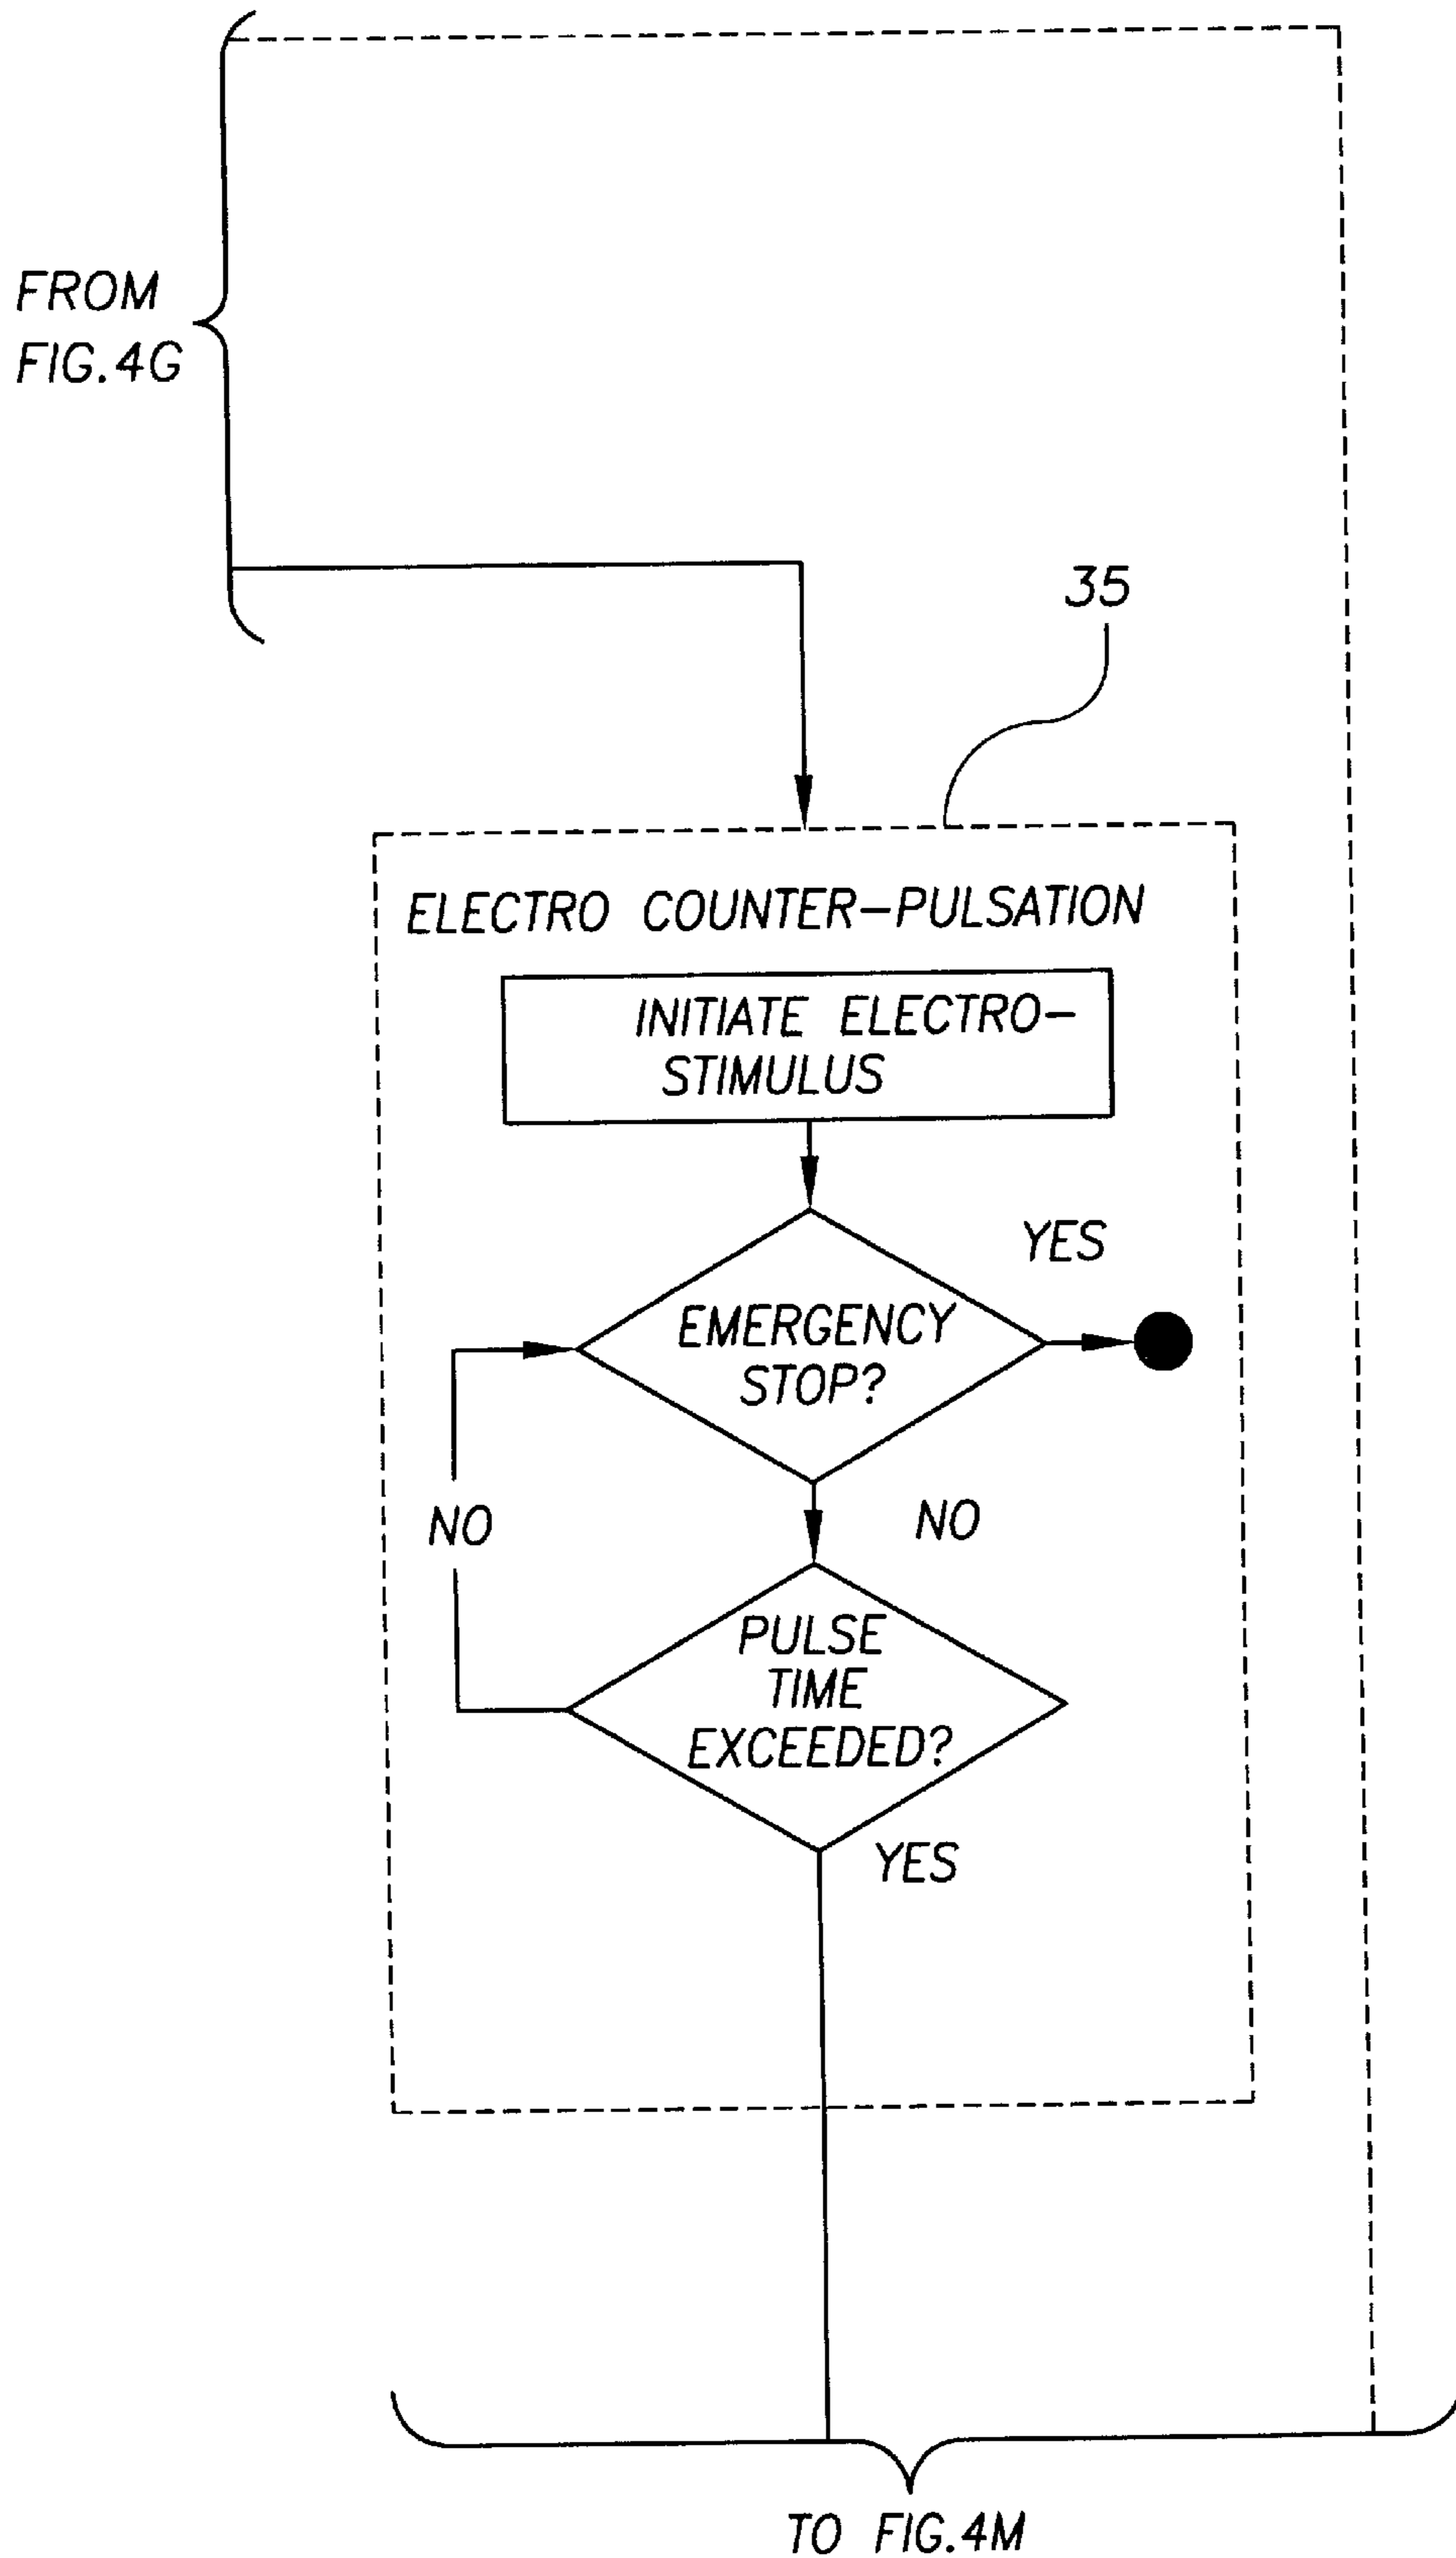 FROM
FIG.4G
35
ELECTRO COUNTER-PULSATION
INITIATE ELECTRO-
STIMULUS
YES
EMERGENCY
STOP?
NO
NO
PULSE
TIME
EXCEEDED?
YES
TO FIG.4M